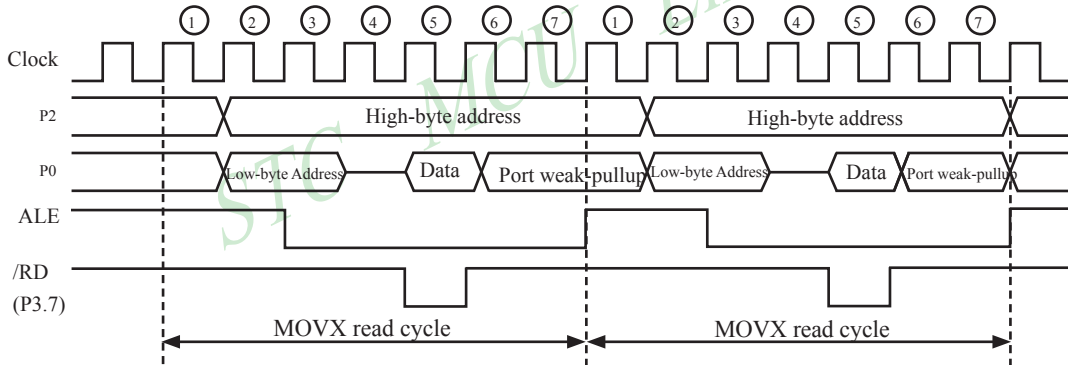 1 2 3 4 5 6 7 1 2 3 4 5 6 7
Clock
P2 High-byte address High-byte address
P0 Low-byte Address Data Port weak-pullup Low-byte Address Data Port weak-pullup
ALE
/RD
(P3.7)
MOVX read cycle MOVX read cycle
STC MCU